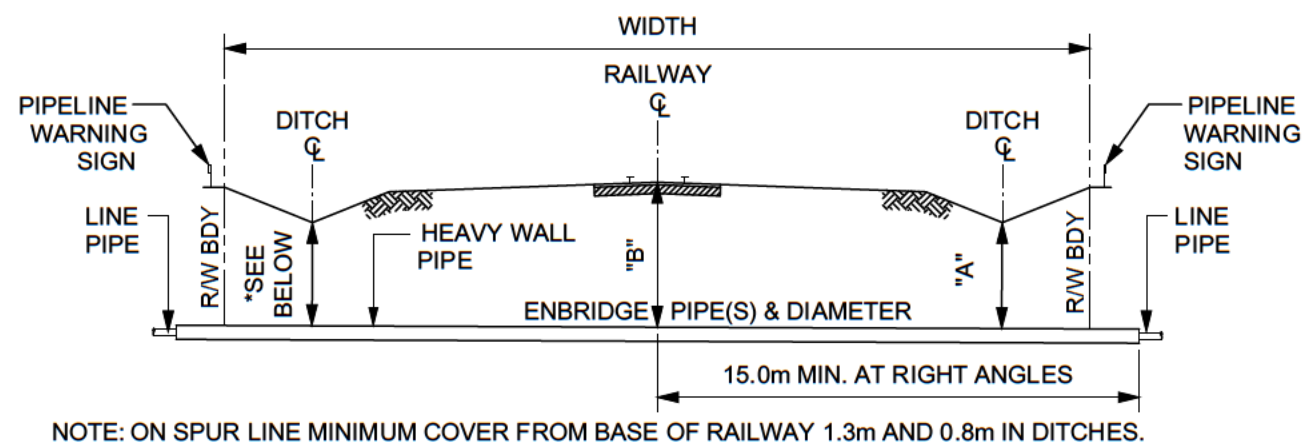 WIDTH
RAILWAY
℄
PIPELINE
WARNING
SIGN
DITCH
℄
DITCH
℄
PIPELINE
WARNING
SIGN
LINE
PIPE
R/W BDY
*SEE
BELOW
HEAVY WALL
PIPE
"B"
"A"
R/W BDY
LINE
PIPE
ENBRIDGE PIPE(S) & DIAMETER
15.0m MIN. AT RIGHT ANGLES
NOTE: ON SPUR LINE MINIMUM COVER FROM BASE OF RAILWAY 1.3m AND 0.8m IN DITCHES.